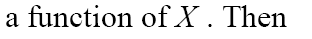 a function of X . Then